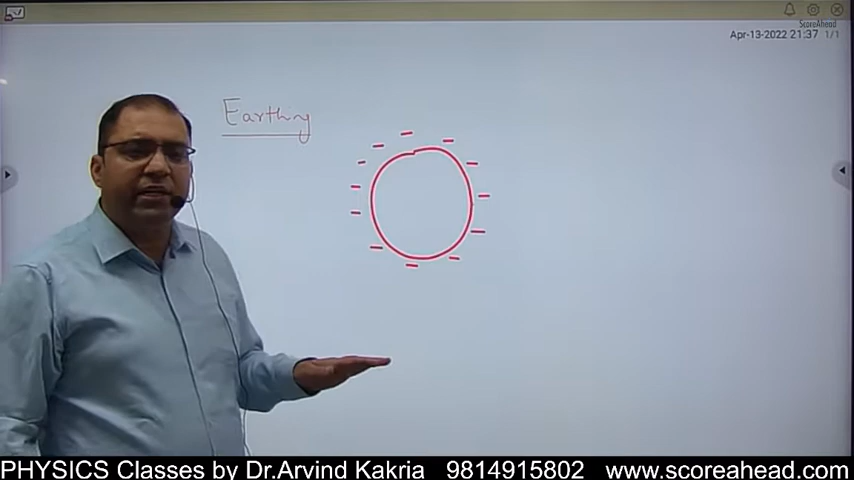 ScoreAhead
Apr-13-2022 21:37 1/1
Earthing
PHYSICS Classes by Dr.Arvind Kakria 9814915802 www.scoreahead.com